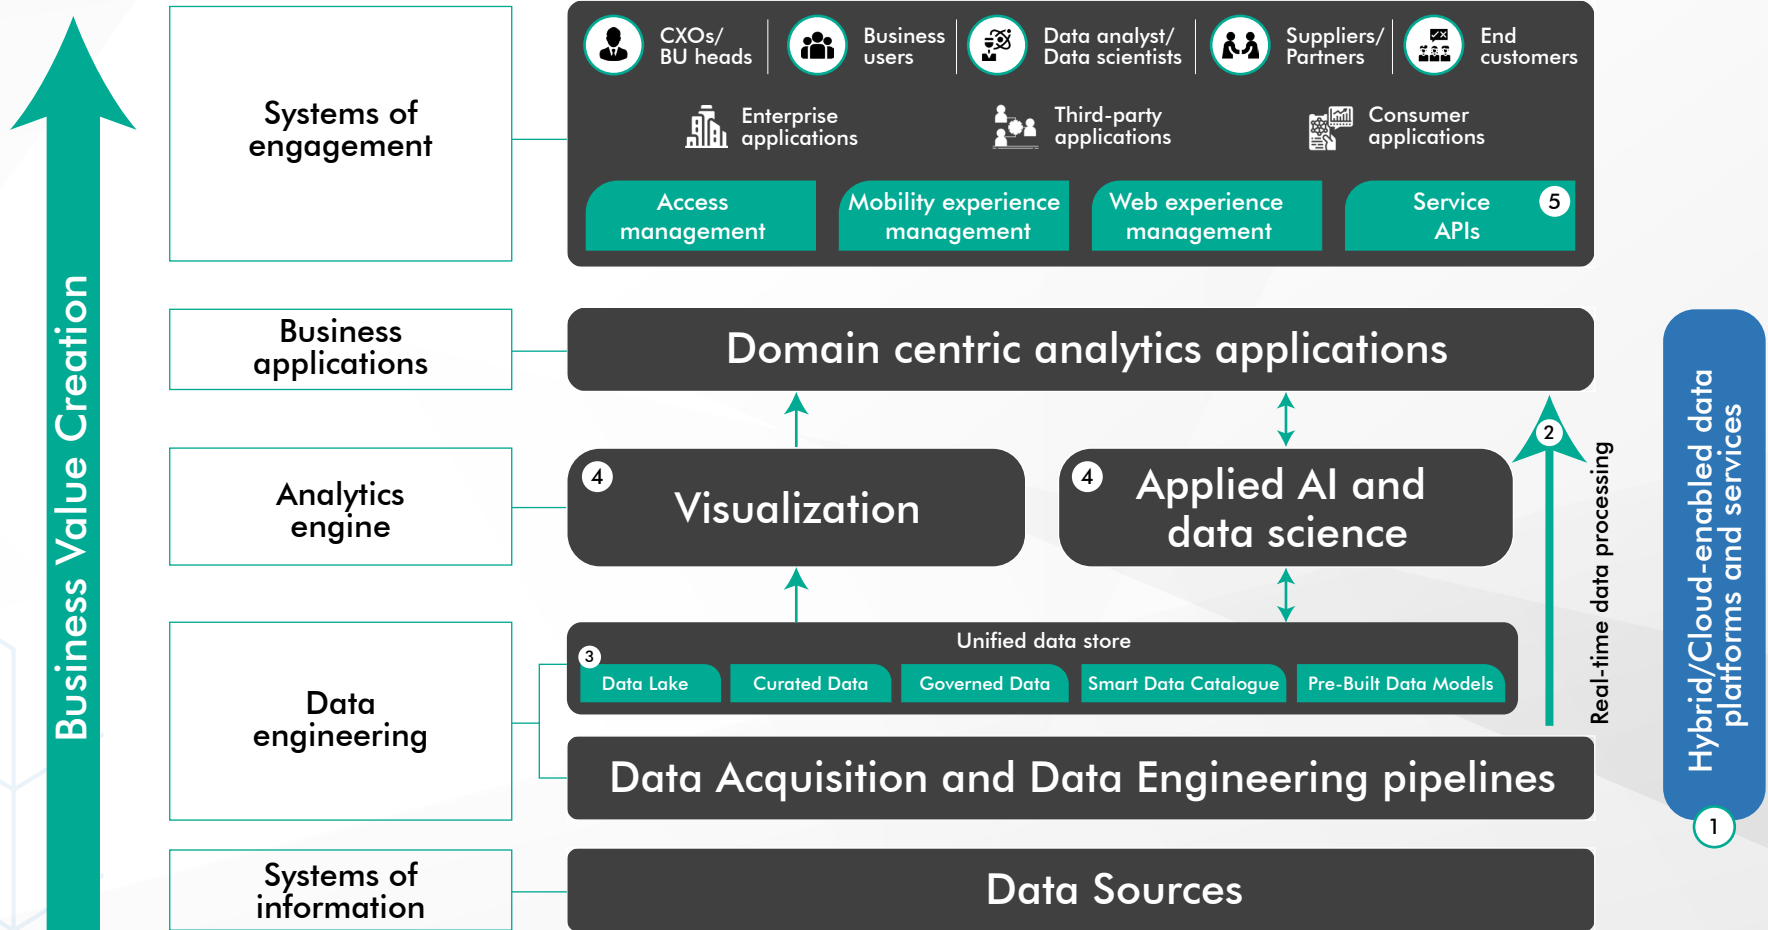 Business Value Creation
Systems of
engagement
CXOs/
BU heads
Business
users
Data analyst/
Data scientists
Suppliers/
Partners
End
customers
Enterprise
applications
Third-party
applications
Consumer
applications
Access
management
Mobility experience
management
Web experience
management
Service
APIs
5
Business
applications
Domain centric analytics applications
Analytics
engine
4
Visualization
4
Applied AI and
data science
2
Real-time data processing
Data
engineering
Unified data store
3
Data Lake
Curated Data
Governed Data
Smart Data Catalogue
Pre-Built Data Models
Data Acquisition and Data Engineering pipelines
Systems of
information
Data Sources
Hybrid/Cloud-enabled data
platforms and services
1